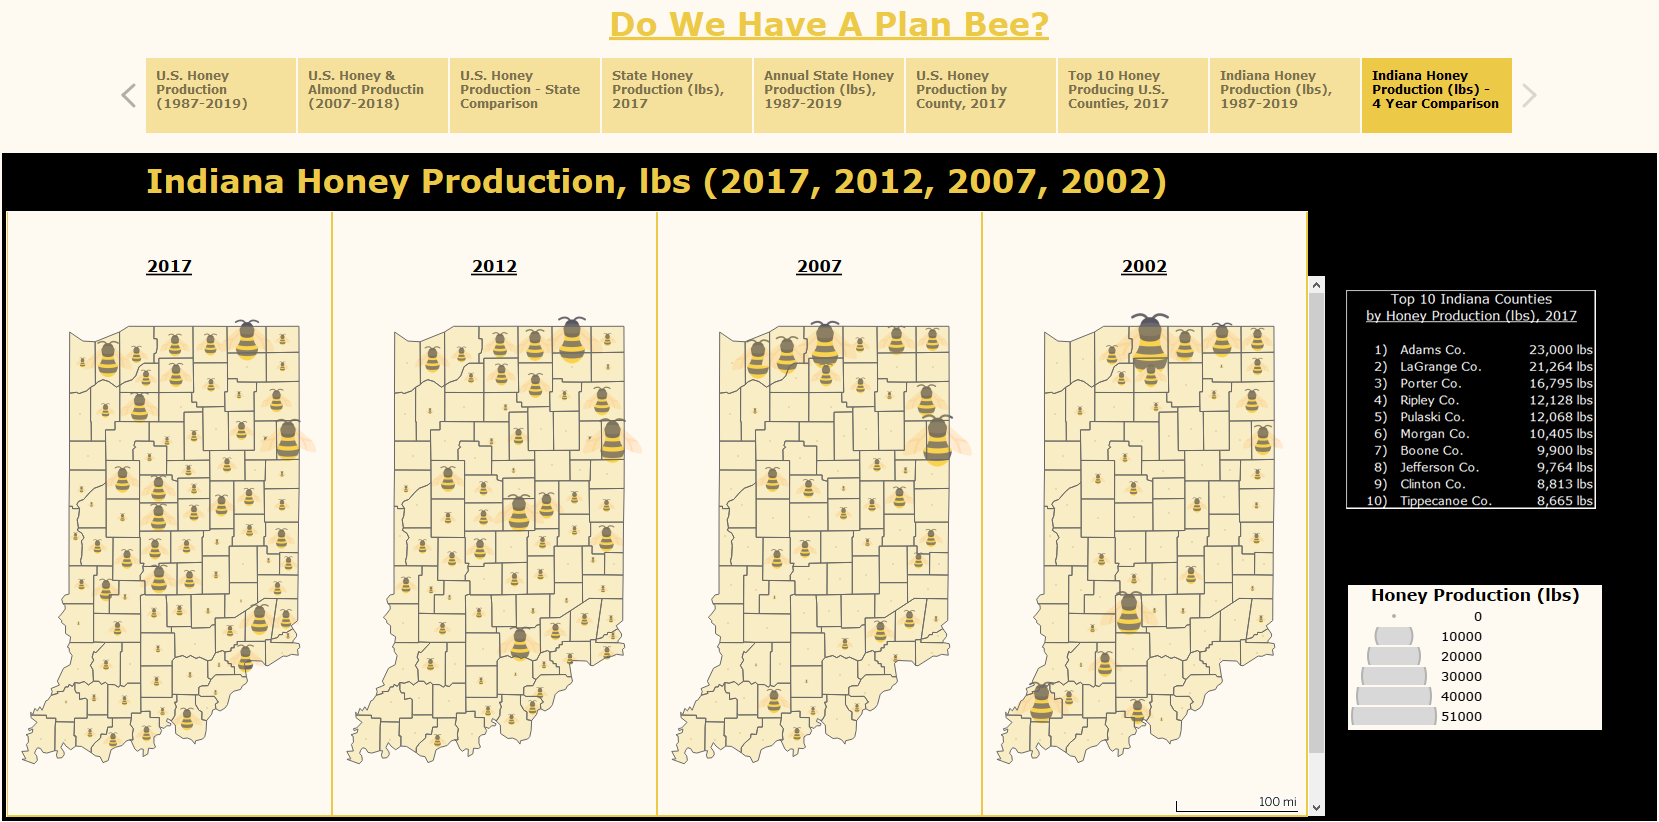 Do We Have A Plan Bee?
U.S. Honey
Production
(1987-2019)
U.S. Honey &
Almond Productin
(2007-2018)
U.S. Honey
Production - State
Comparison
State Honey
Production (lbs),
2017
Annual State Honey
Production (lbs),
1987-2019
U.S. Honey
Production by
County, 2017
Top 10 Honey
Producing U.S.
Counties, 2017
Indiana Honey
Production (lbs),
1987-2019
Indiana Honey
Production (lbs) -
4 Year Comparison
Indiana Honey Production, lbs (2017, 2012, 2007, 2002)
2017
2012
2007
2002
Top 10 Indiana Counties
by Honey Production (lbs), 2017
1) Adams Co. 23,000 lbs
2) LaGrange Co. 21,264 lbs
3) Porter Co. 16,795 lbs
4) Ripley Co. 12,128 lbs
5) Pulaski Co. 12,068 lbs
6) Morgan Co. 10,405 lbs
7) Boone Co. 9,900 lbs
8) Jefferson Co. 9,764 lbs
9) Clinton Co. 8,813 lbs
10) Tippecanoe Co. 8,665 lbs
Honey Production (lbs)
0
10000
20000
30000
40000
51000
100 mi